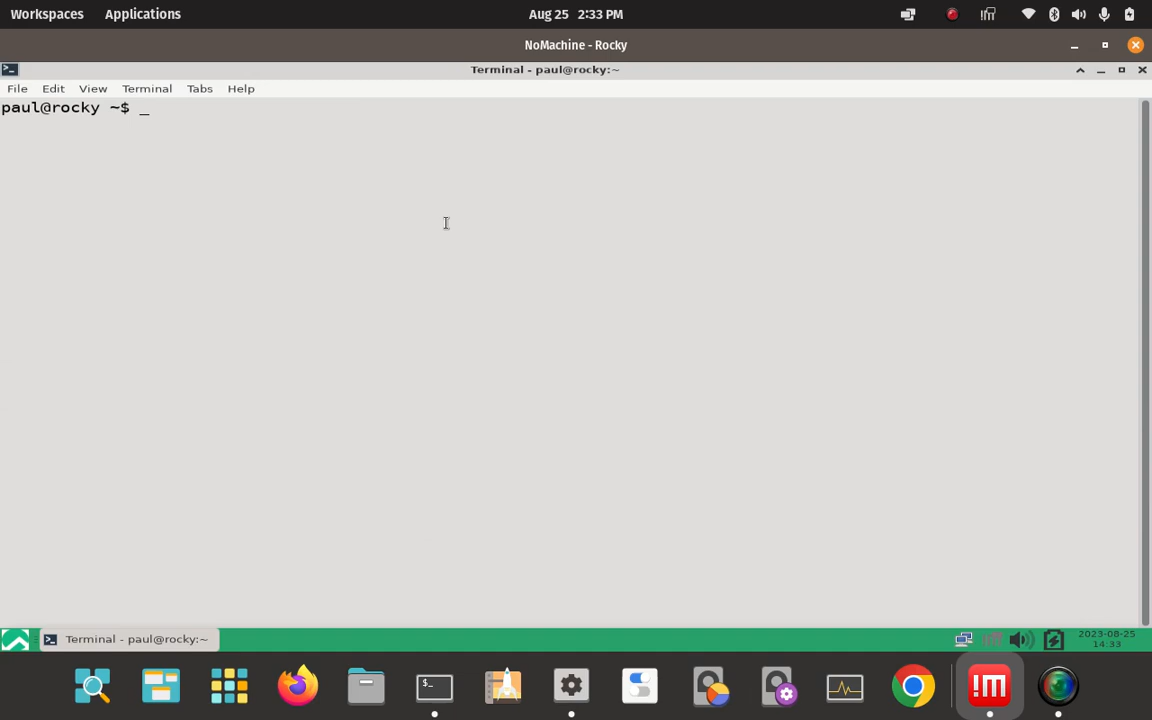 Workspaces Applications Aug 25 2:33 PM
NoMachine - Rocky
Terminal - paul@rocky:~
File Edit View Terminal Tabs Help
paul@rocky ~$ _
Terminal - paul@rocky:~
2023-08-25
14:33
$_
!M